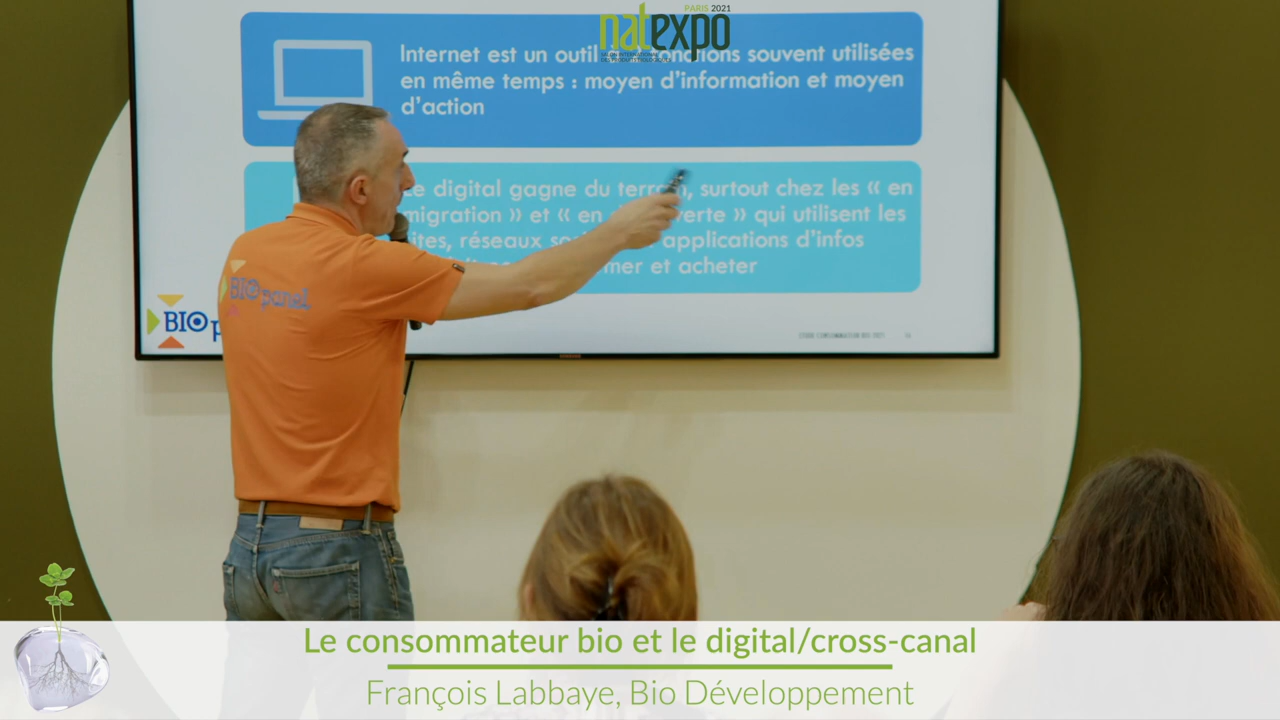 PARIS 2021
natexpo
Internet est un outil fonctions souvent utilisées
en même temps : moyen d'information et moyen
d'action
e digital gagne du terrain, surtout chez les « en
migration » et « en verte » qui utilisent les
ites, réseaux applications d'infos
mer et acheter
BIO
BIO panel
Le consommateur bio et le digital/cross-canal
François Labbaye, Bio Développement